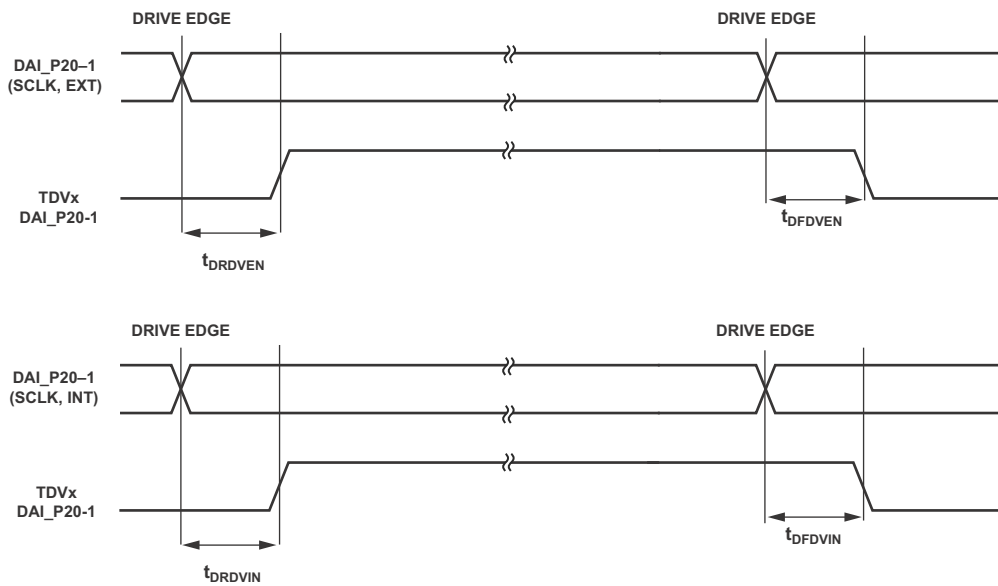 DRIVE EDGE DRIVE EDGE
DAI_P20–1
(SCLK, EXT)
TDVx
DAI_P20-1
tDFDVEN
tDRDVEN
DRIVE EDGE DRIVE EDGE
DAI_P20–1
(SCLK, INT)
TDVx
DAI_P20-1
tDFDVIN
tDRDVIN